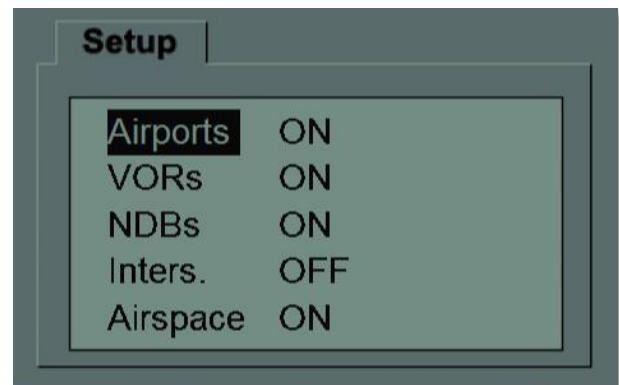 Setup
Airports ON
VORs ON
NDBs ON
Inters. OFF
Airspace ON